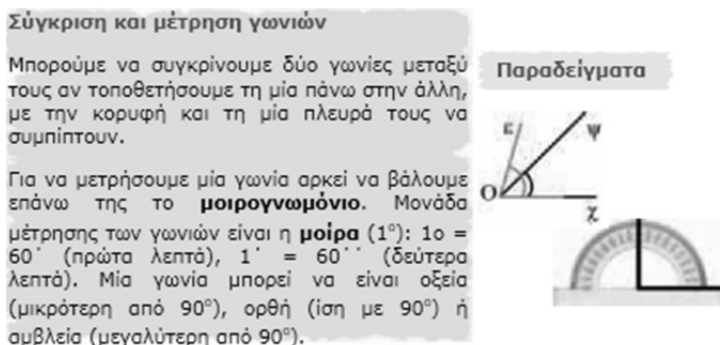 Σύγκριση και μέτρηση γωνιών
Μπορούμε να συγκρίνουμε δύο γωνίες μεταξύ
τους αν τοποθετήσουμε τη μία πάνω στην άλλη,
με την κορυφή και τη μία πλευρά τους να
συμπίπτουν.
Για να μετρήσουμε μία γωνία αρκεί να βάλουμε
επάνω της το μοιρογνωμόνιο. Μονάδα
μέτρησης των γωνιών είναι η μοίρα (1°): 1ο =
60΄ (πρώτα λεπτά), 1΄ = 60΄΄ (δεύτερα
λεπτά). Μία γωνία μπορεί να είναι οξεία
(μικρότερη από 90°), ορθή (ίση με 90°) ή
αμβλεία (μεγαλύτερη από 90°).
Παραδείγματα
ε ψ
Ο
χ